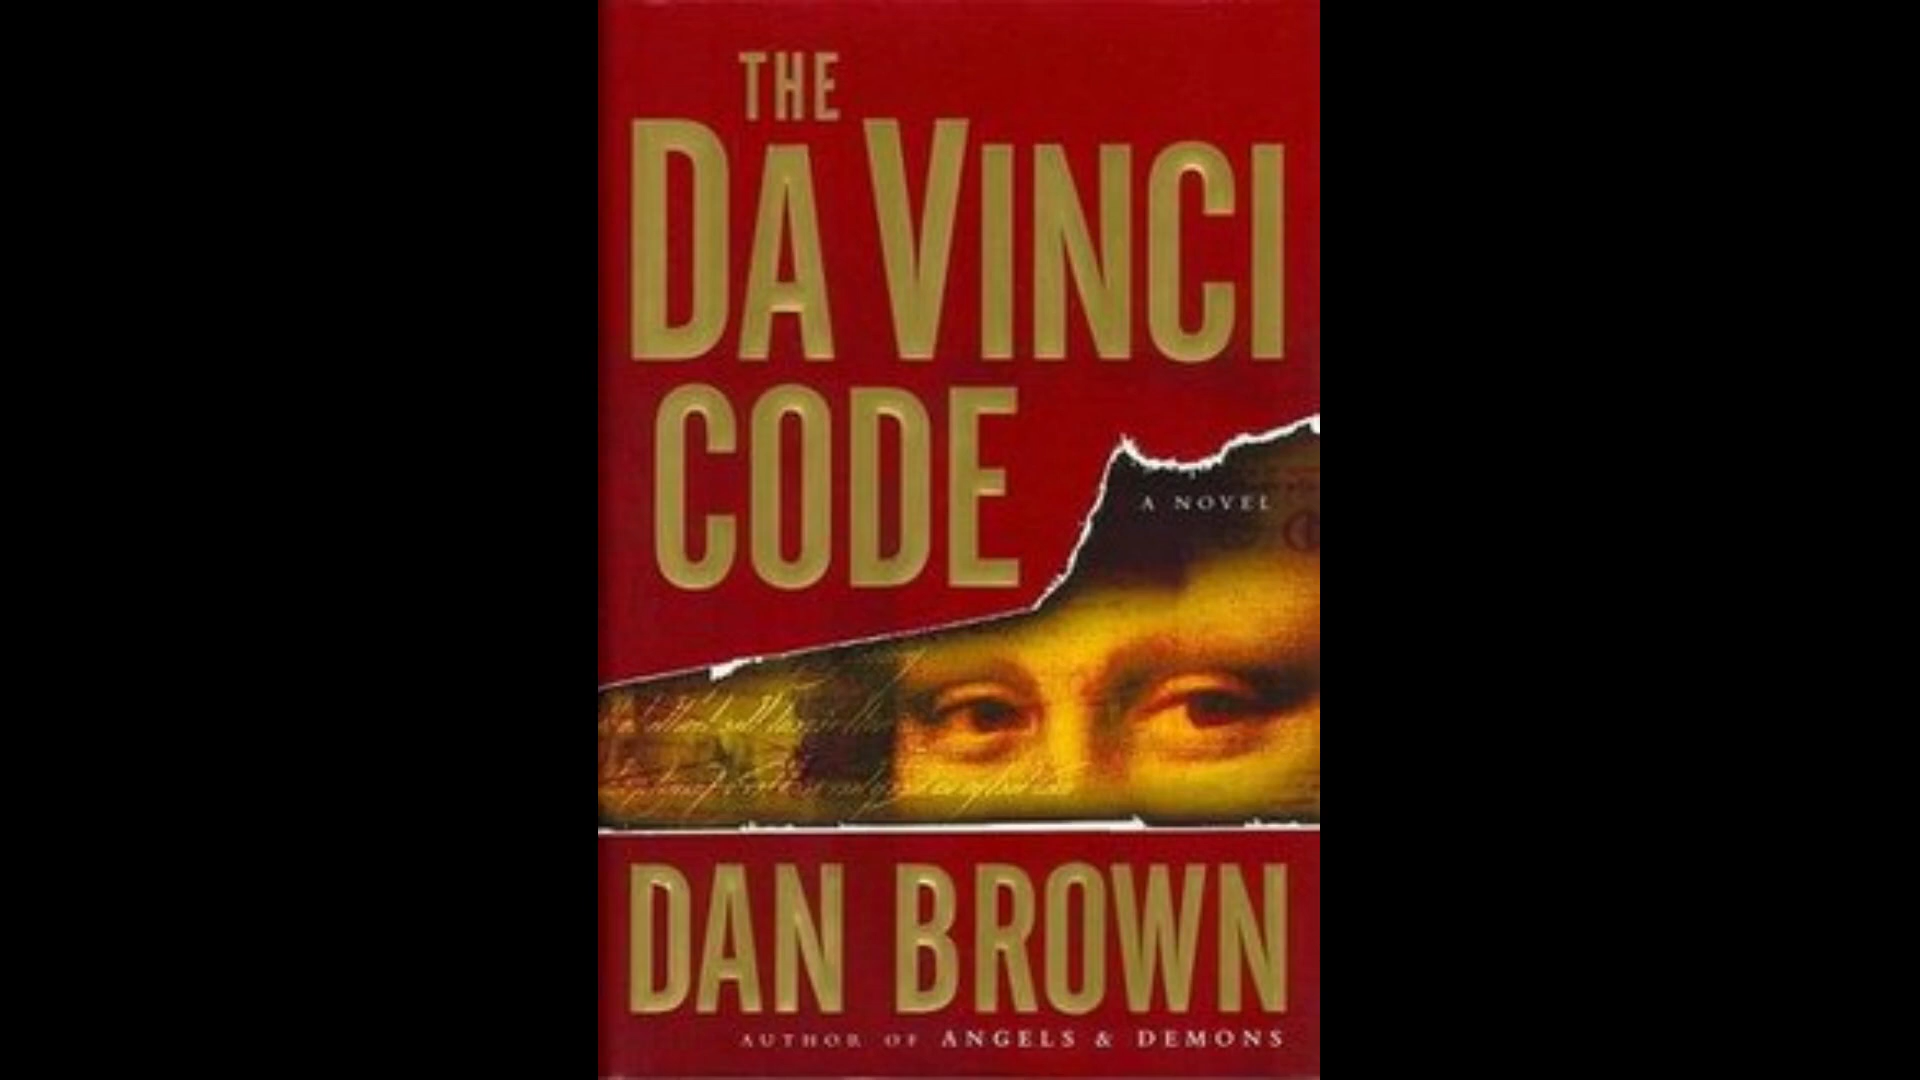 THE
DA VINCI
CODE
A NOVEL
DAN BROWN
AUTHOR OF ANGELS & DEMONS